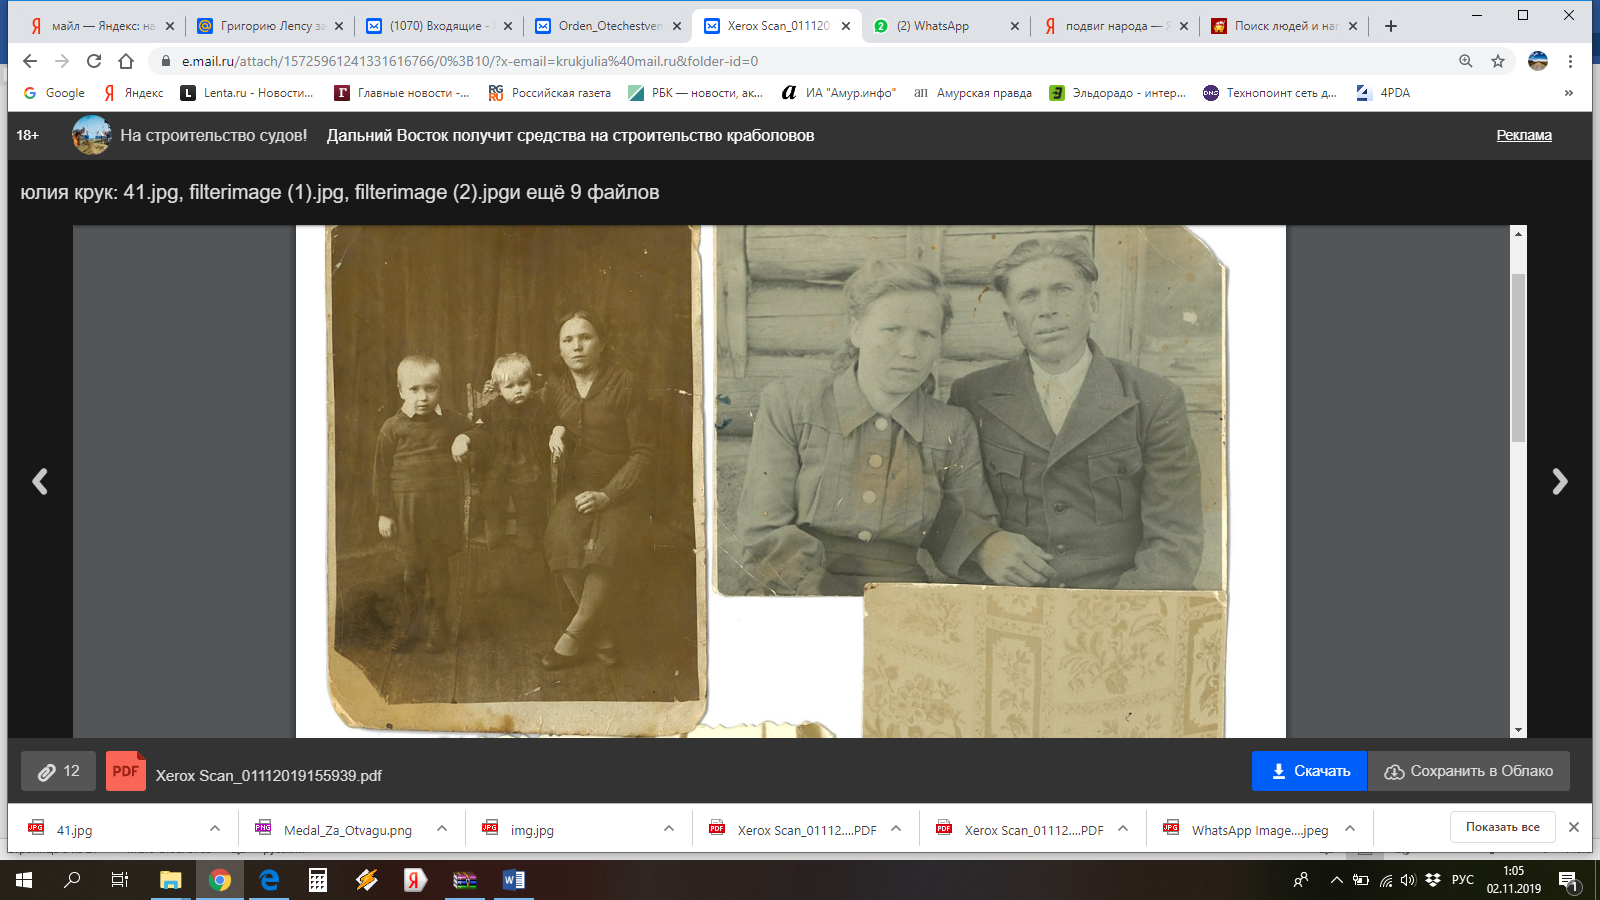 майл — Яндекс: на
Григорию Лепсу за
(1070) Входящие -
Orden_Otechestven
Xerox Scan_011120
(2) WhatsApp
подвиг народа — Я
Поиск людей и наг
e.mail.ru/attach/15725961241331616766/0%3B10/?x-email=krukjulia%40mail.ru&folder-id=0
Google
Яндекс
Lenta.ru - Новости...
Главные новости -...
Российская газета
РБК — новости, ак...
ИА "Амур.инфо"
ап Амурская правда
Эльдорадо - интер...
Технопоинт сеть д...
4PDA
18+
На строительство судов!
Дальний Восток получит средства на строительство краболовов
Реклама
юлия крук: 41.jpg, filterimage (1).jpg, filterimage (2).jpgи ещё 9 файлов
12
PDF
Xerox Scan_01112019155939.pdf
Скачать
Сохранить в Облако
41.jpg
Medal_Za_Otvagu.png
img.jpg
Xerox Scan_01112....PDF
Xerox Scan_01112....PDF
WhatsApp Image....jpeg
Показать все
РУС
1:05
02.11.2019
1